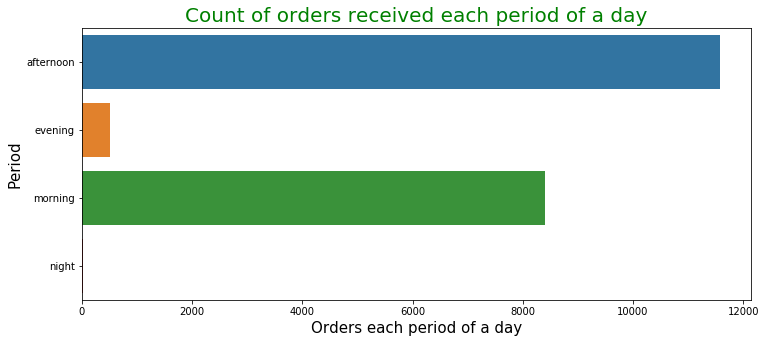 Count of orders received each period of a day
Period
afternoon
evening
morning
night
0 2000 4000 6000 8000 10000 12000
Orders each period of a day